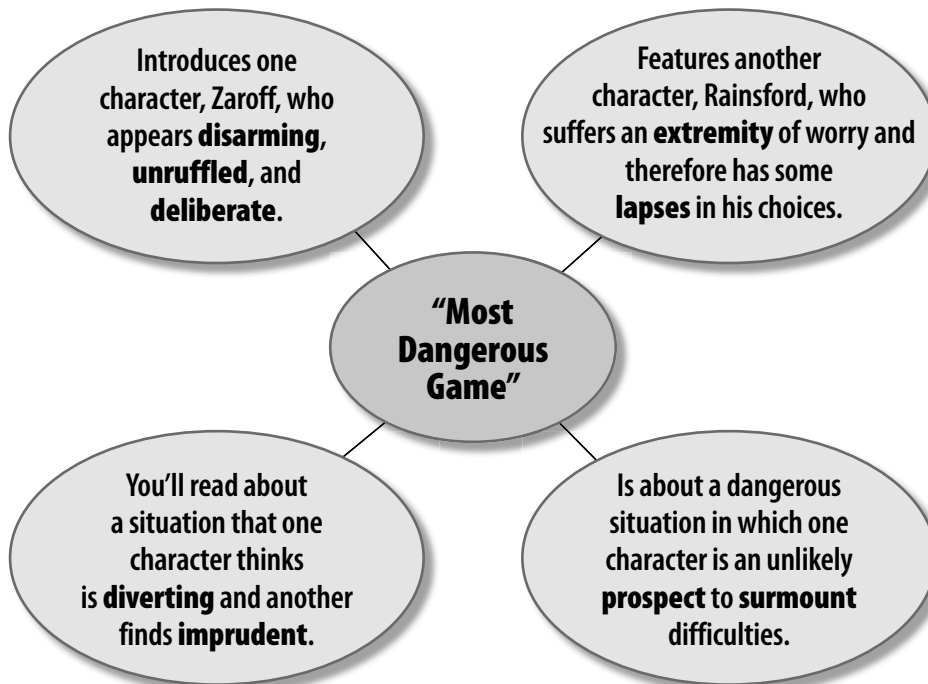 Introduces one
character, Zaroff, who
appears disarming,
unruffled, and
deliberate.
Features another
character, Rainsford, who
suffers an extremity of worry and
therefore has some
lapses in his choices.
“Most
Dangerous
Game”
You’ll read about
a situation that one
character thinks
is diverting and another
finds imprudent.
Is about a dangerous
situation in which one
character is an unlikely
prospect to surmount
difficulties.